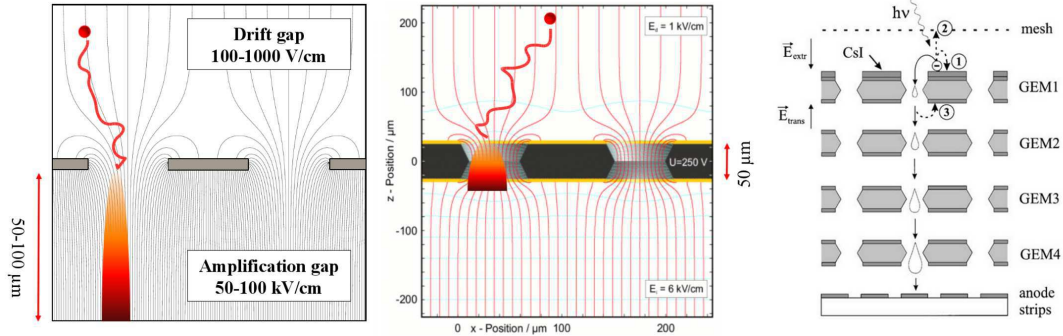 Drift gap
100-1000 V/cm
50-100 µm
Amplification gap
50-100 kV/cm
z - Position / µm
200
100
0
-100
-200
E₀ = 1 kV/cm
U=250 V
Eᵢ = 6 kV/cm
0 x - Position / µm 100 200
50 µm
hν
mesh
2
1
CsI
E extr
GEM1
E trans
3
GEM2
GEM3
GEM4
anode
strips